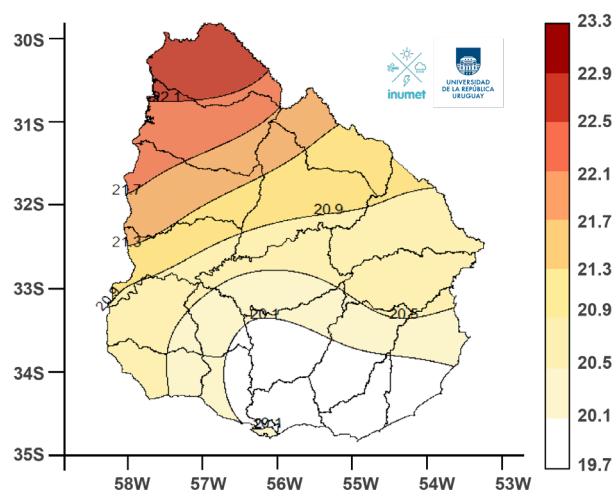 30S
31S
32S
33S
34S
35S
58W
57W
56W
55W
54W
53W
inumet
UNIVERSIDAD
DE LA REPÚBLICA
URUGUAY
23.3
22.9
22.5
22.1
21.7
21.3
20.9
20.5
20.1
19.7
22.1
21.7
21.3
20.9
20.1
20.5